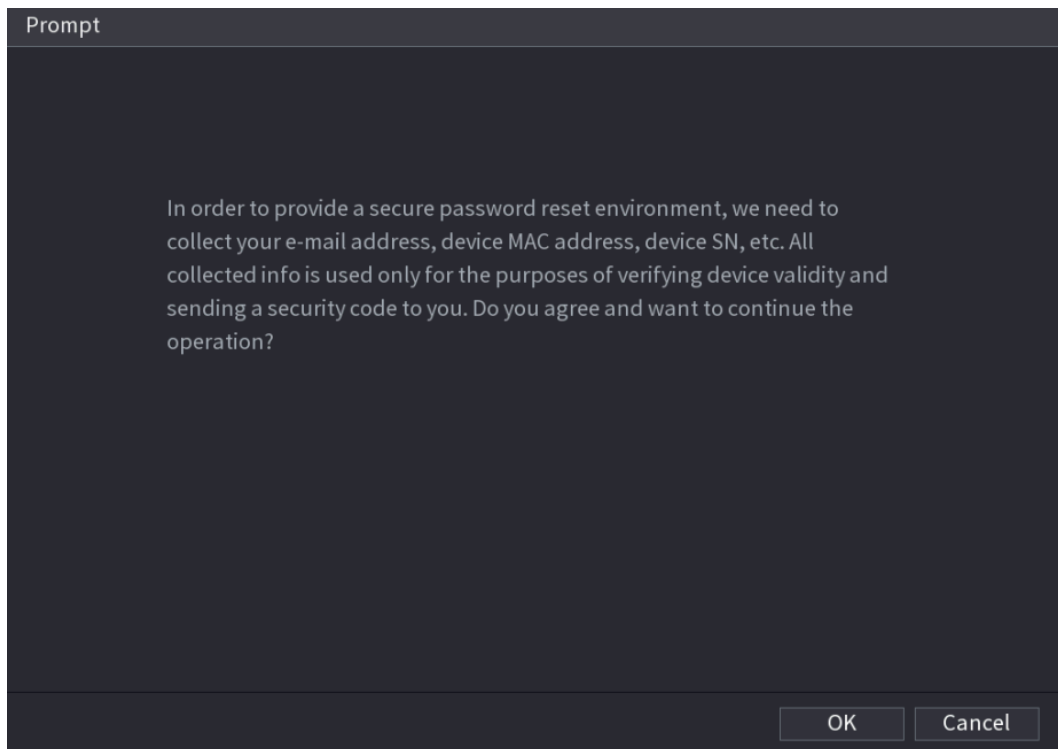 Prompt
In order to provide a secure password reset environment, we need to
collect your e-mail address, device MAC address, device SN, etc. All
collected info is used only for the purposes of verifying device validity and
sending a security code to you. Do you agree and want to continue the
operation?
OK
Cancel